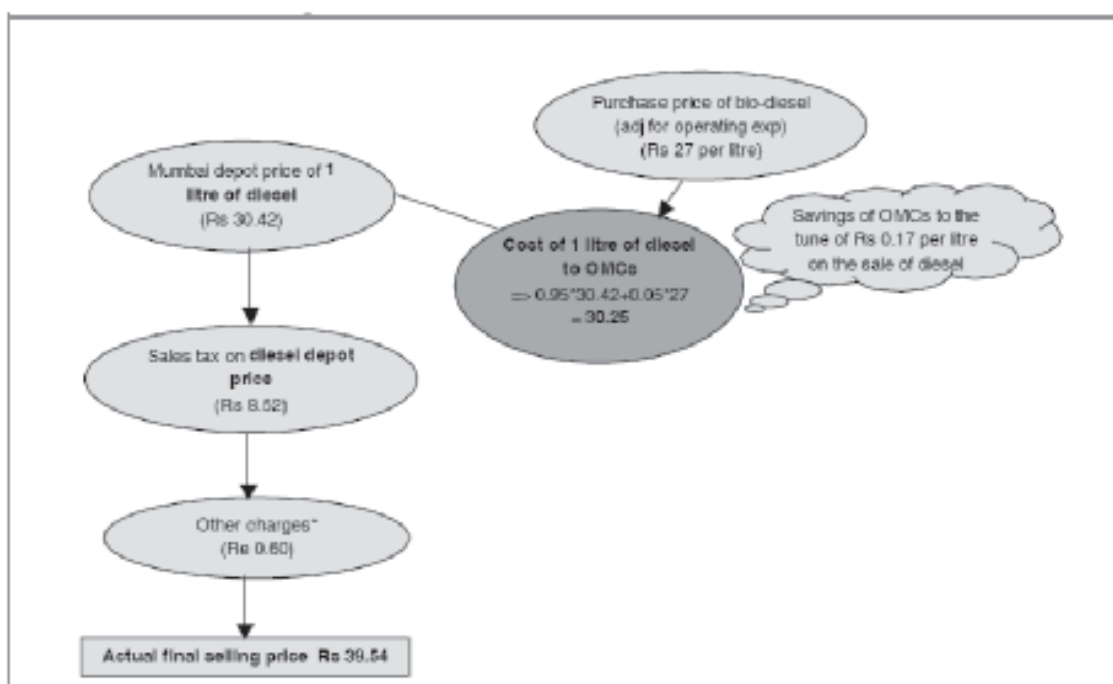 Purchase price of bio-diesel
(adj for operating exp)
(Rs 27 per litre)
Mumbai depot price of 1
litre of diesel
(Rs 30.42)
Savings of OMCs to the
tune of Rs 0.17 per litre
on the sale of diesel
Cost of 1 litre of diesel
to OMCs
=> 0.95*30.42+0.05*27
= 30.25
Sales tax on diesel depot
price
(Rs 8.52)
Other charges*
(Rs 0.60)
Actual final selling price Rs 39.54